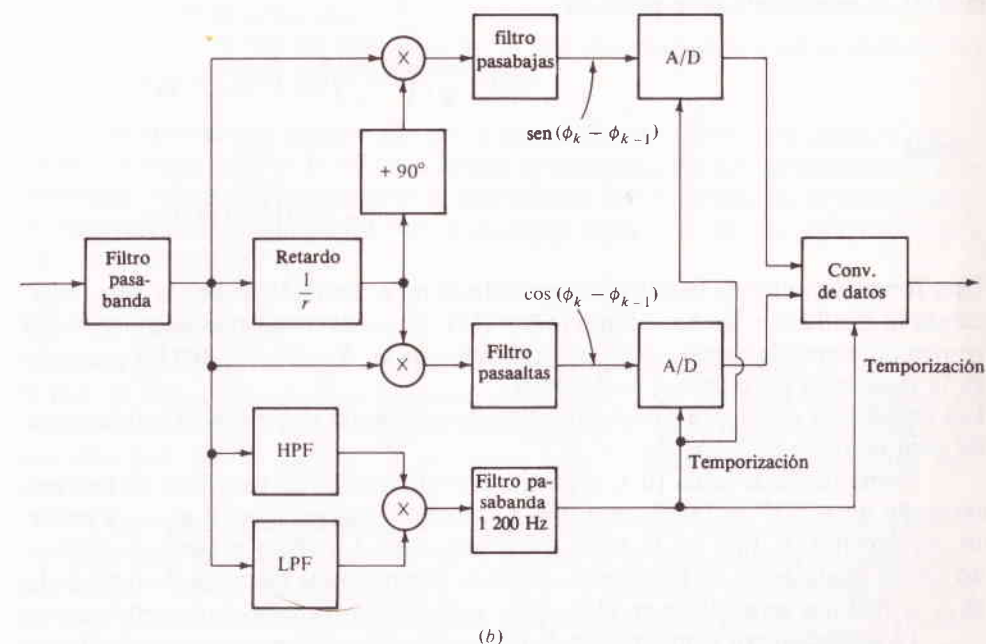 filtro
pasabajas
A/D
sen (ϕk − ϕk −1)
+ 90°
Filtro
pasa-
banda
Retardo
1
r
Conv.
de datos
cos (ϕk − ϕk−1)
Filtro
pasaaltas
A/D
Temporización
HPF
Temporización
Filtro pa-
sabanda
1 200 Hz
LPF
(b)
X
X
X